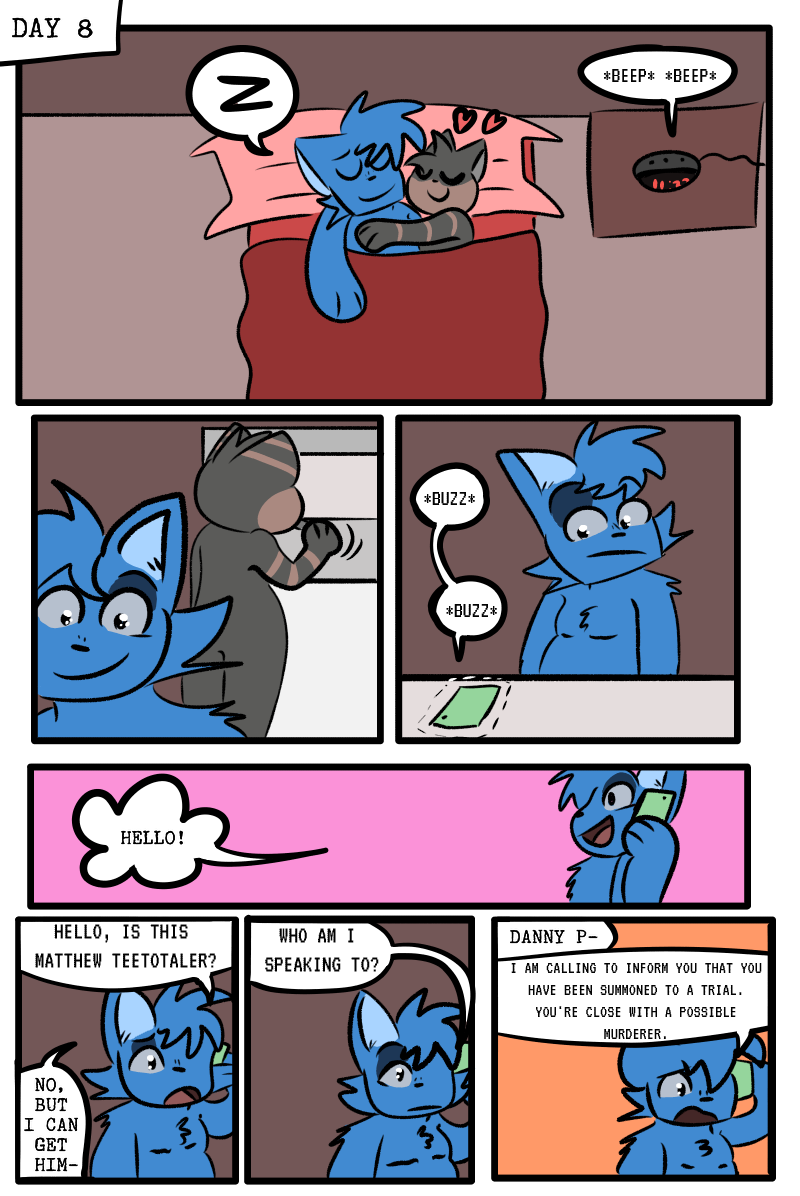 DAY 8
Z
*BEEP* *BEEP*
*BUZZ*
*BUZZ*
HELLO!
HELLO, IS THIS
MATTHEW TEETOTALER?
NO,
BUT
I CAN
GET
HIM-
WHO AM I
SPEAKING TO?
DANNY P-
I AM CALLING TO INFORM YOU THAT YOU
HAVE BEEN SUMMONED TO A TRIAL.
YOU'RE CLOSE WITH A POSSIBLE
MURDERER.